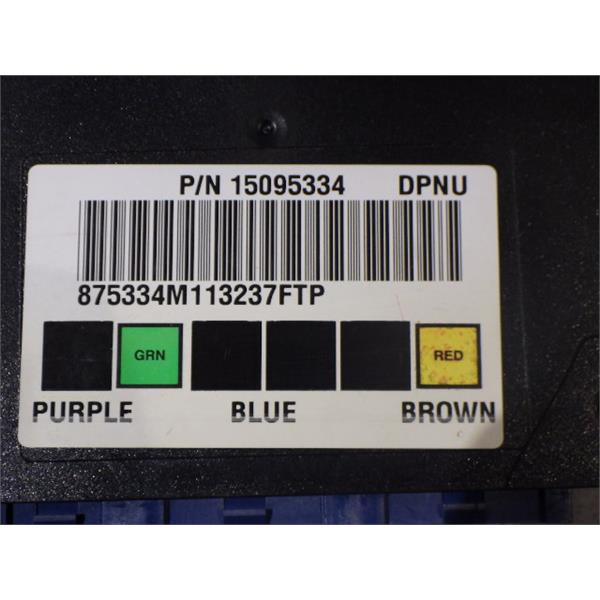 P/N 15095334 DPNU
875334M113237FTP
GRN RED
PURPLE BLUE BROWN